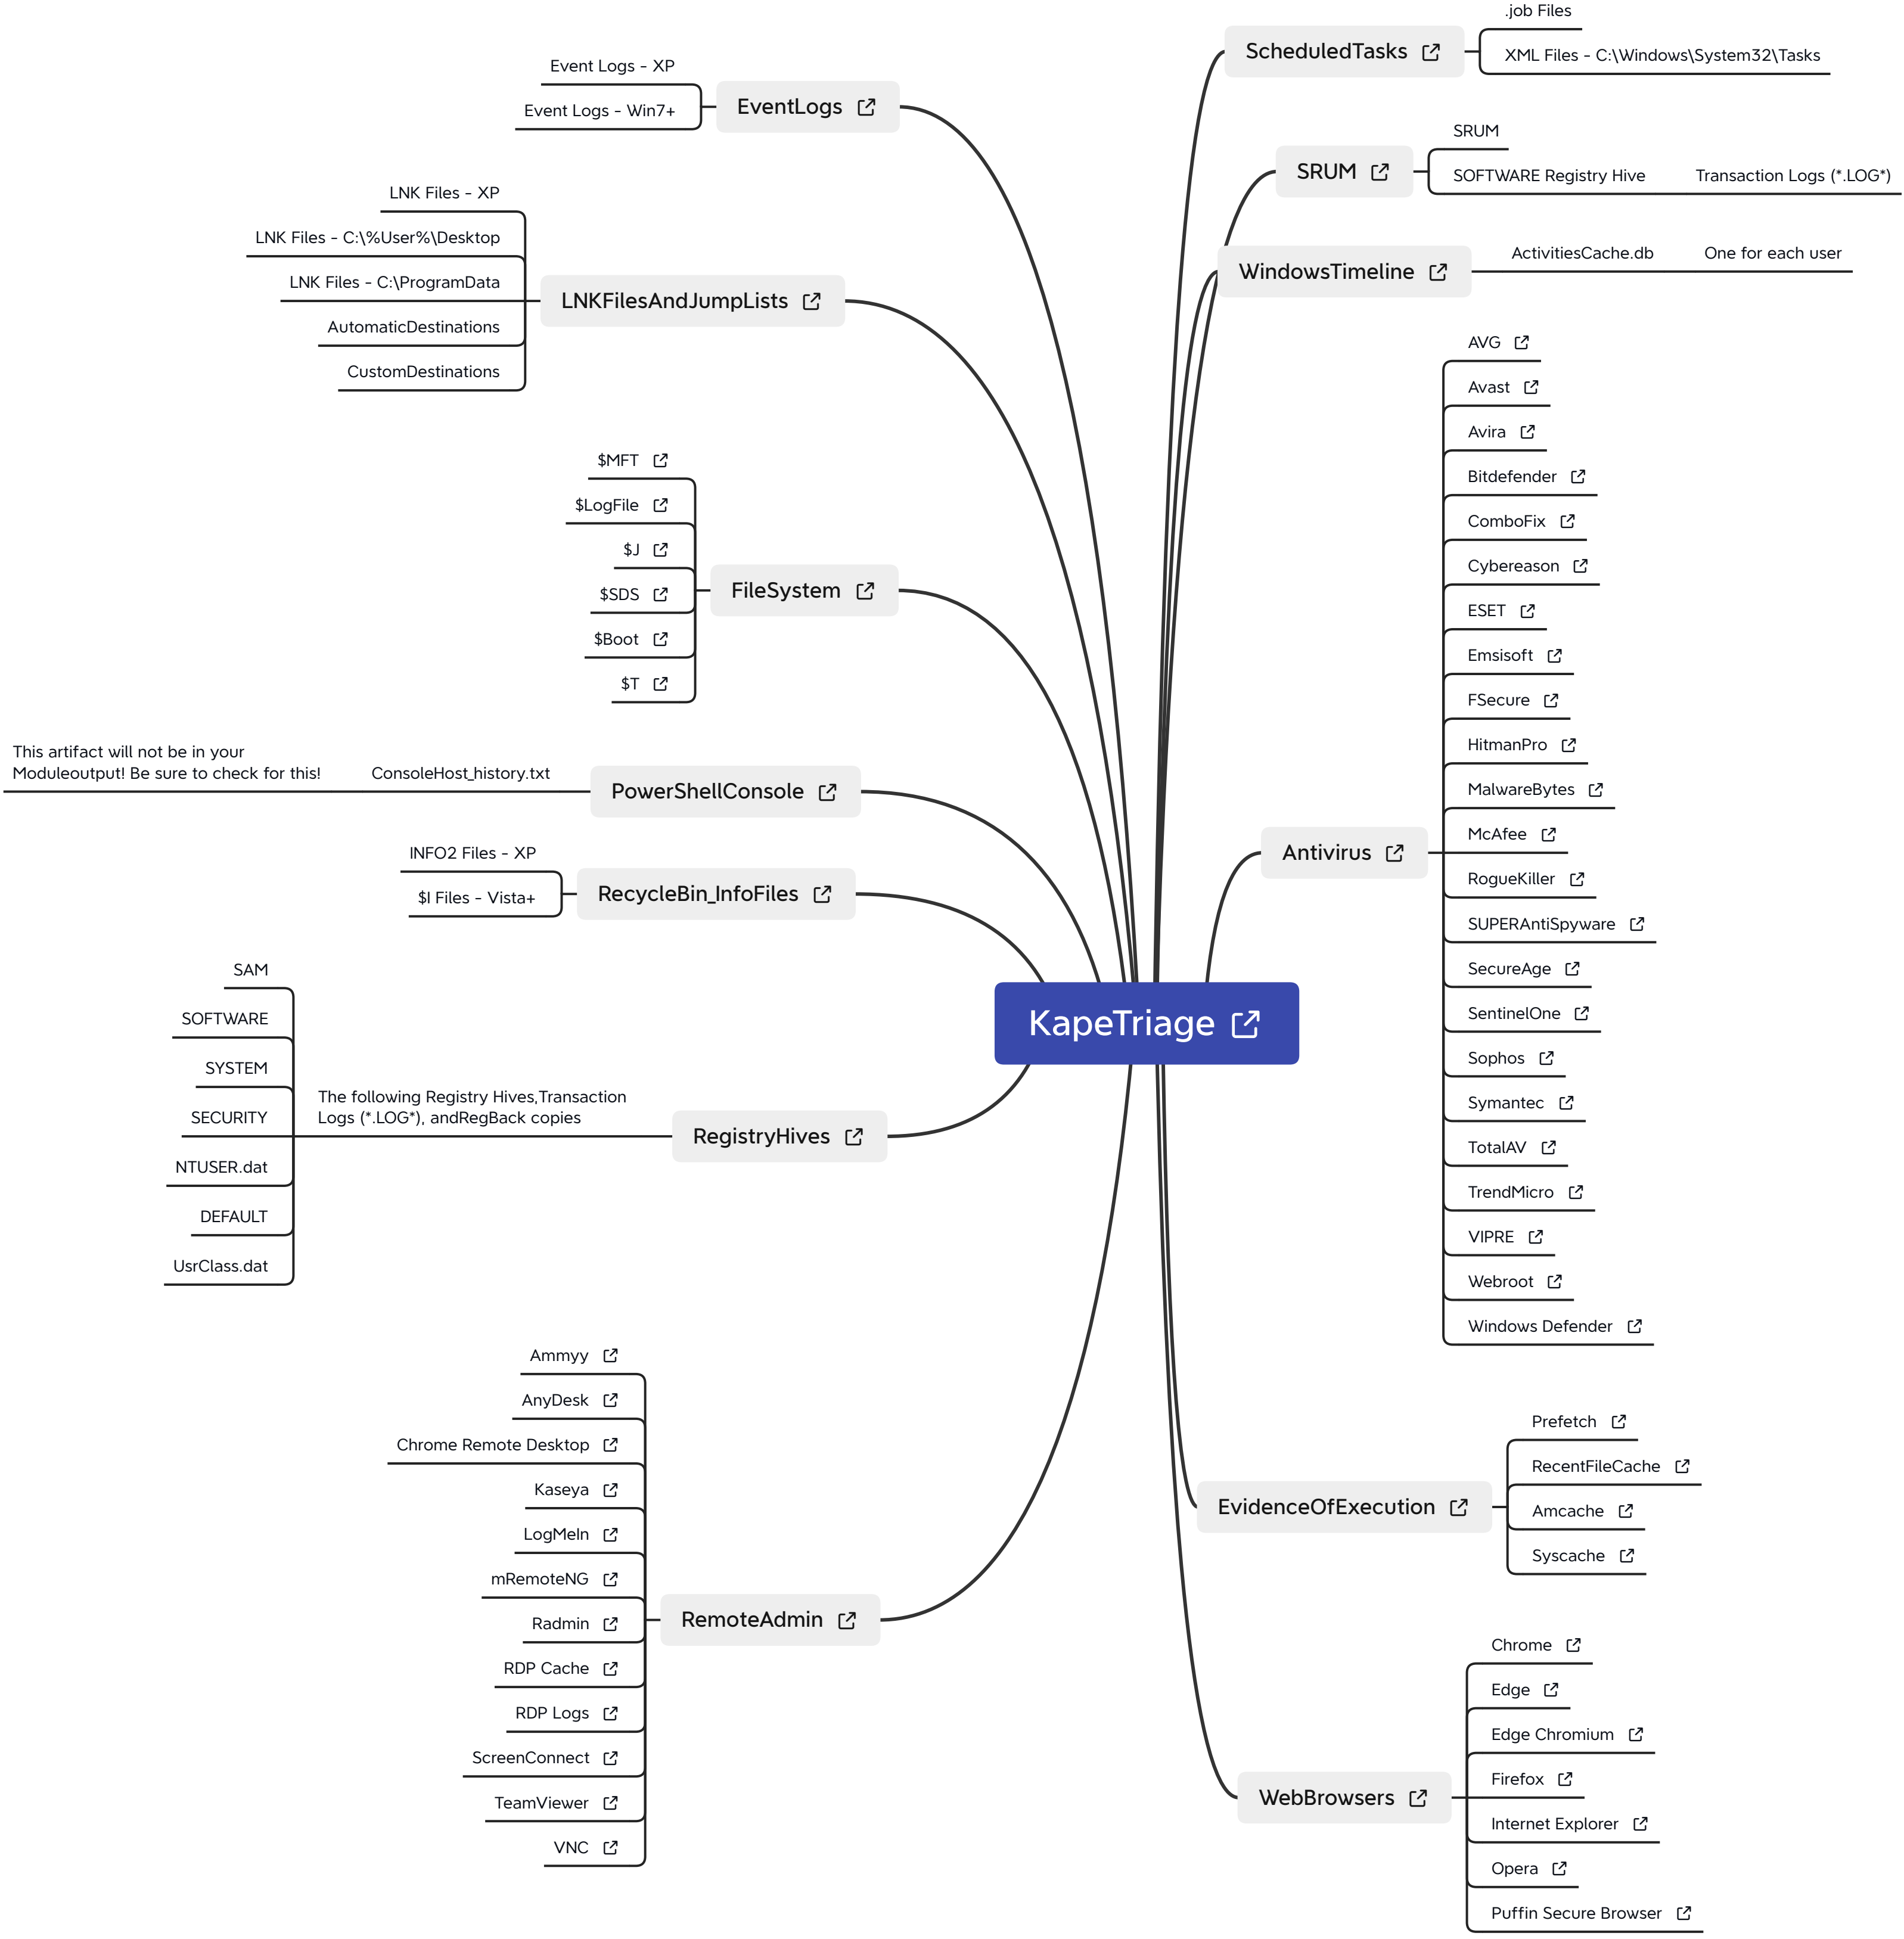 KapeTriage
EventLogs
Event Logs - XP
Event Logs - Win7+
LNKFilesAndJumpLists
LNK Files - XP
LNK Files - C:\%User%\Desktop
LNK Files - C:\ProgramData
AutomaticDestinations
CustomDestinations
FileSystem
$MFT
$LogFile
$J
$SDS
$Boot
$T
PowerShellConsole
ConsoleHost_history.txt
This artifact will not be in your
Moduleoutput! Be sure to check for this!
RecycleBin_InfoFiles
INFO2 Files - XP
$I Files - Vista+
RegistryHives
The following Registry Hives,Transaction
Logs (*.LOG*), andRegBack copies
SAM
SOFTWARE
SYSTEM
SECURITY
NTUSER.dat
DEFAULT
UsrClass.dat
RemoteAdmin
Ammyy
AnyDesk
Chrome Remote Desktop
Kaseya
LogMeIn
mRemoteNG
Radmin
RDP Cache
RDP Logs
ScreenConnect
TeamViewer
VNC
ScheduledTasks
.job Files
XML Files - C:\Windows\System32\Tasks
SRUM
SRUM
SOFTWARE Registry Hive
Transaction Logs (*.LOG*)
WindowsTimeline
ActivitiesCache.db
One for each user
Antivirus
AVG
Avast
Avira
Bitdefender
ComboFix
Cybereason
ESET
Emsisoft
FSecure
HitmanPro
MalwareBytes
McAfee
RogueKiller
SUPERAntiSpyware
SecureAge
SentinelOne
Sophos
Symantec
TotalAV
TrendMicro
VIPRE
Webroot
Windows Defender
EvidenceOfExecution
Prefetch
RecentFileCache
Amcache
Syscache
WebBrowsers
Chrome
Edge
Edge Chromium
Firefox
Internet Explorer
Opera
Puffin Secure Browser